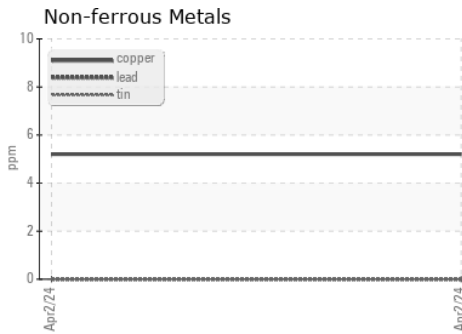 Non-ferrous Metals
10
8
6
4
2
0
ppm
copper
lead
tin
Apr2/24
Apr2/24